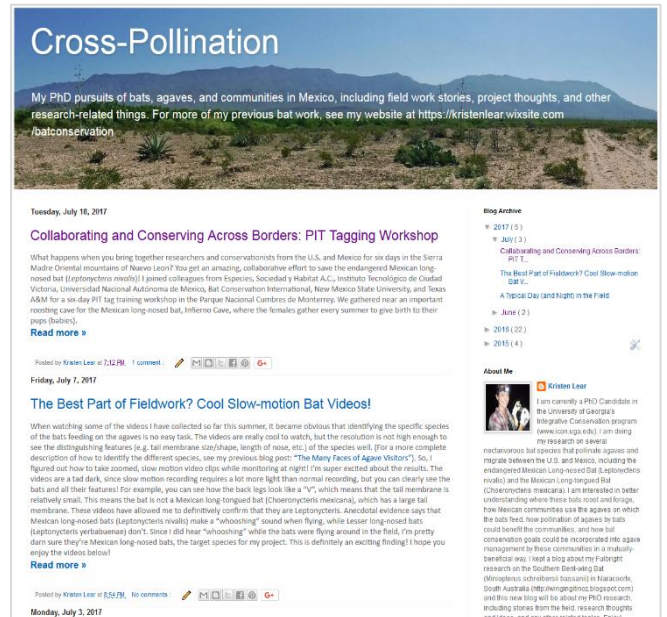 Cross-Pollination
My PhD pursuits of bats, agaves, and communities in Mexico, including field work stories, project thoughts, and other
research-related things. For more of my previous bat work, see my website at https://kristenlear.wixsite.com
/batconservation
Tuesday, July 18, 2017
Collaborating and Conserving Across Borders: PIT Tagging Workshop
What happens when you bring together researchers and conservationists from the U.S. and Mexico for six days in the Sierra
Madre Oriental mountains of Nuevo Leon? You get an amazing, collaborative effort to save the endangered Mexican long-
nosed bat (Leptonycteris nivalis)! I joined colleagues from Especies, Sociedad y Habitat A.C., Instituto Tecnológico de Ciudad
Victoria, Universidad Nacional Autónoma de Mexico, Bat Conservation International, New Mexico State University, and Texas
A&M for a six-day PIT tag training workshop in the Parque Nacional Cumbres de Monterrey. We gathered near an important
roosting cave for the Mexican long-nosed bat, Infierno Cave, where the females gather every summer to give birth to their
pups (babies).
Read more »
Posted by Kristen Lear at 7:12 PM 1 comment :
Friday, July 7, 2017
The Best Part of Fieldwork? Cool Slow-motion Bat Videos!
When watching some of the videos I have collected so far this summer, it became obvious that identifying the specific species
of the bats feeding on the agaves is no easy task. The videos are really cool to watch, but the resolution is not high enough to
see the distinguishing features (e.g. tail membrane size/shape, length of nose, etc.) of the species well. (For a more complete
description of how to identify the different species, see my previous blog post: "The Many Faces of Agave Visitors"). So, I
figured out how to take zoomed, slow motion video clips while monitoring at night! I'm super excited about the results. The
videos are a tad dark, since slow motion recording requires a lot more light than normal recording, but you can clearly see the
bats and all their features! For example, you can see how the back legs look like a "V", which means that the tail membrane is
relatively small. This means the bat is not a Mexican long-tongued bat (Choeronycteris mexicana), which has a large tail
membrane. These videos have allowed me to definitively confirm that they are Leptonycteris. Anecdotal evidence says that
Mexican long-nosed bats (Leptonycteris nivalis) make a "whooshing" sound when flying, while Lesser long-nosed bats
(Leptonycteris yerbabuenae) don't. Since I did hear "whooshing" while the bats were flying around in the field, I'm pretty
darn sure they're Mexican long-nosed bats, the target species for my project. This is definitely an exciting finding! I hope you
enjoy the videos below!
Read more »
Posted by Kristen Lear at 8:54 PM No comments :
Monday, July 3, 2017
Blog Archive
▼ 2017 ( 5 )
▼ July ( 3 )
Collaborating and Conserving Across Borders:
PIT T...
The Best Part of Fieldwork? Cool Slow-motion
Bat V...
A Typical Day (and Night) in the Field
► June ( 2 )
► 2016 ( 22 )
► 2015 ( 4 )
About Me
Kristen Lear
I am currently a PhD Candidate in
the University of Georgia's
Integrative Conservation program
(www.icon.uga.edu). I am doing
my research on several
nectarivorous bat species that pollinate agaves and
migrate between the U.S. and Mexico, including the
endangered Mexican Long-nosed Bat (Leptonycteris
nivalis) and the Mexican Long-tongued Bat
(Choeronycteris mexicana). I am interested in better
understanding where these bats roost and forage,
how Mexican communities use the agaves on which
the bats feed, how pollination of agaves by bats
could benefit the communities, and how bat
conservation goals could be incorporated into agave
management by these communities in a mutually-
beneficial way. I kept a blog about my Fulbright
research on the Southern Bent-wing Bat
(Miniopterus schreibersii bassanii) in Naracoorte,
South Australia (http://wingingitinoz.blogspot.com)
and this new blog will be about my PhD research,
including stories from the field, research thoughts